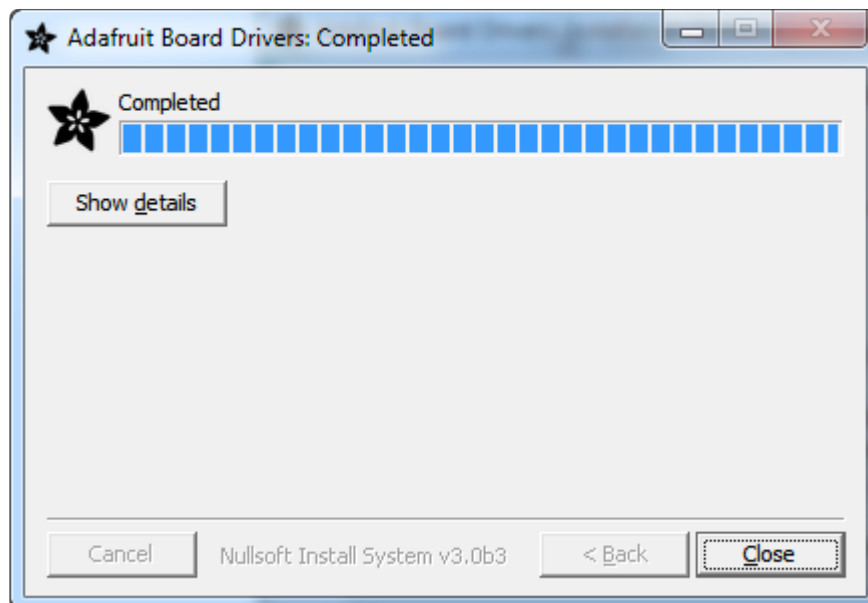 Adafruit Board Drivers: Completed
Completed
Show details
Cancel
Nullsoft Install System v3.0b3
< Back
Close